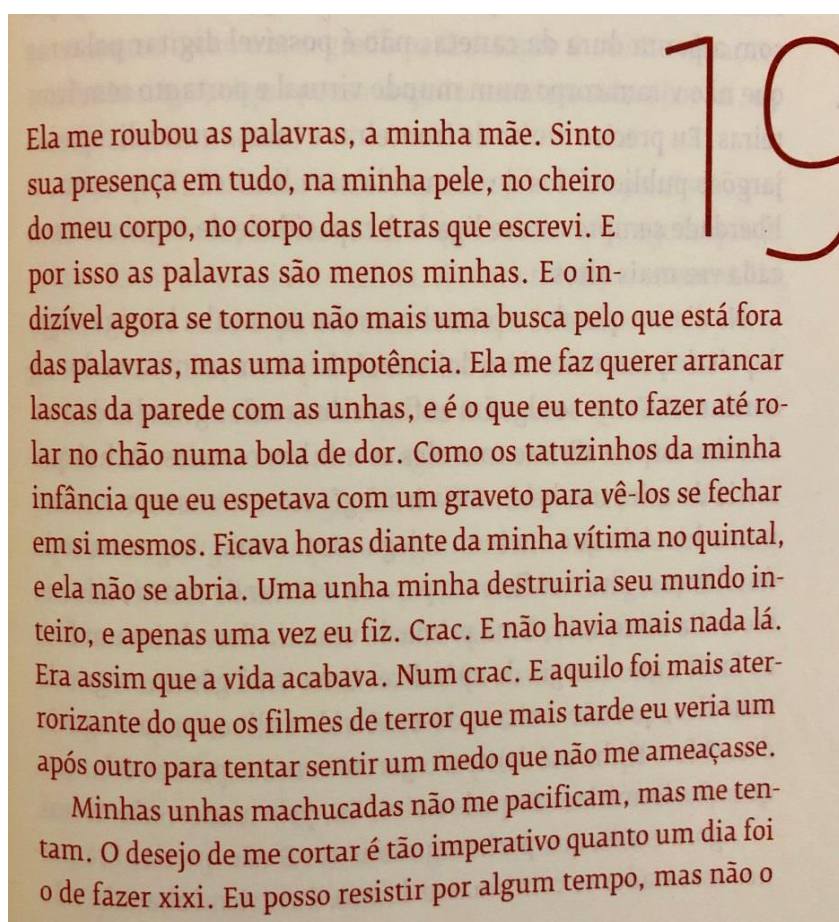 19
Ela me roubou as palavras, a minha mãe. Sinto
sua presença em tudo, na minha pele, no cheiro
do meu corpo, no corpo das letras que escrevi. E
por isso as palavras são menos minhas. E o in-
dizível agora se tornou não mais uma busca pelo que está fora
das palavras, mas uma impotência. Ela me faz querer arrancar
lascas da parede com as unhas, e é o que eu tento fazer até ro-
lar no chão numa bola de dor. Como os tatuzinhos da minha
infância que eu espetava com um graveto para vê-los se fechar
em si mesmos. Ficava horas diante da minha vítima no quintal,
e ela não se abria. Uma unha minha destruiria seu mundo in-
teiro, e apenas uma vez eu fiz. Crac. E não havia mais nada lá.
Era assim que a vida acabava. Num crac. E aquilo foi mais ater-
rorizante do que os filmes de terror que mais tarde eu veria um
após outro para tentar sentir um medo que não me ameaçasse.
Minhas unhas machucadas não me pacificam, mas me ten-
tam. O desejo de me cortar é tão imperativo quanto um dia foi
o de fazer xixi. Eu posso resistir por algum tempo, mas não o